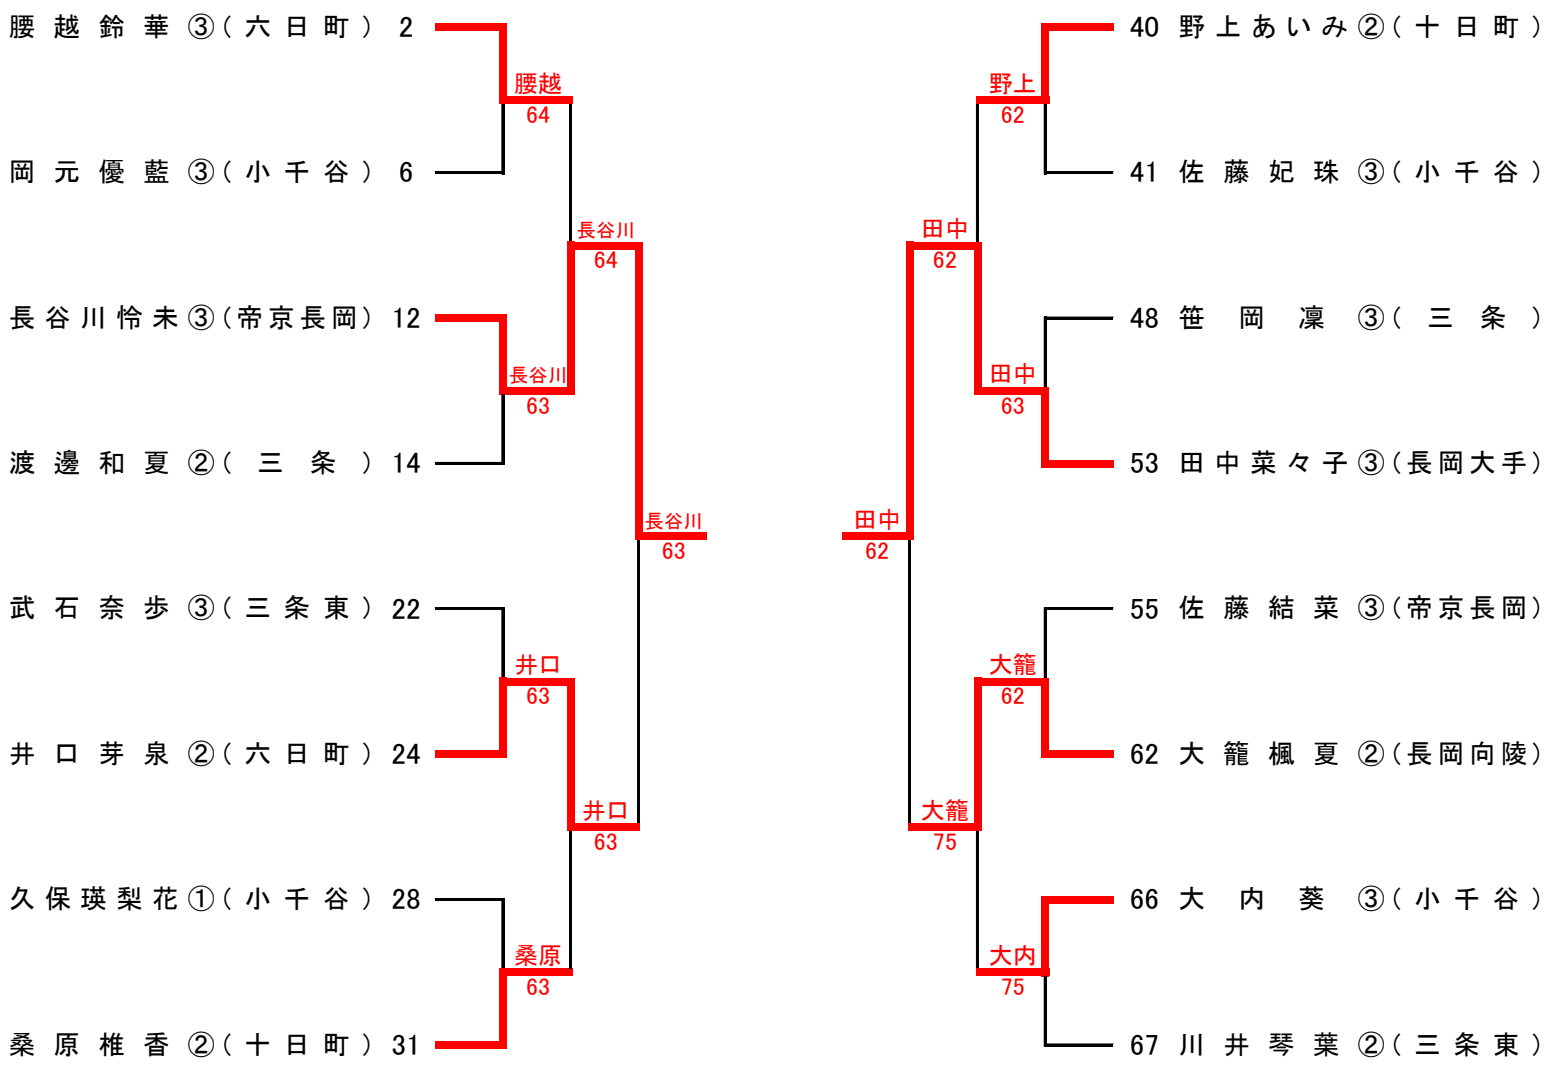 腰越鈴華③(六日町) 2
腰越
64
岡元優藍③(小千谷) 6
長谷川
64
長谷川怜未③(帝京長岡) 12
長谷川
63
渡邊和夏②(三条) 14
長谷川
63
武石奈歩③(三条東) 22
井口
63
井口芽泉②(六日町) 24
井口
63
久保瑛梨花①(小千谷) 28
桑原
63
桑原椎香②(十日町) 31
40 野上あいみ②(十日町)
野上
62
41 佐藤妃珠③(小千谷)
田中
62
48 笹岡凜③(三条)
田中
63
53 田中菜々子③(長岡大手)
田中
62
55 佐藤結菜③(帝京長岡)
大籠
62
62 大籠楓夏②(長岡向陵)
大籠
75
66 大内葵③(小千谷)
大内
75
67 川井琴葉②(三条東)